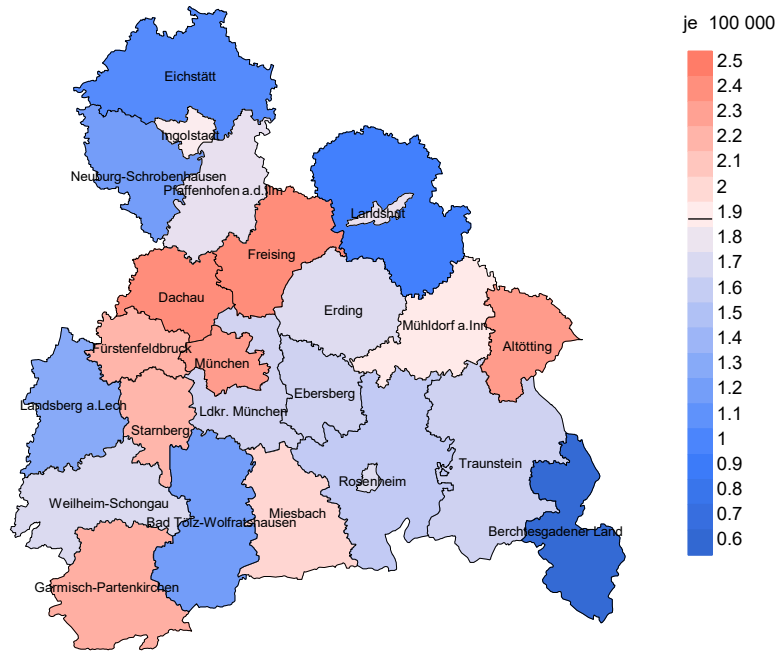 je 100 000
2.5
2.4
2.3
2.2
2.1
2
1.9
1.8
1.7
1.6
1.5
1.4
1.3
1.2
1.1
1
0.9
0.8
0.7
0.6
Eichstätt
Ingolstadt
Neuburg-Schrobenhausen
Pfaffenhofen a.d.Ilm
Landshut
Freising
Dachau
Erding
Mühldorf a.Inn
Altötting
Fürstenfeldbruck
München
Ebersberg
Landsberg a.Lech
Ldkr. München
Starnberg
Traunstein
Rosenheim
Weilheim-Schongau
Miesbach
Bad Tölz-Wolfratshausen
Berchtesgadener Land
Garmisch-Partenkirchen